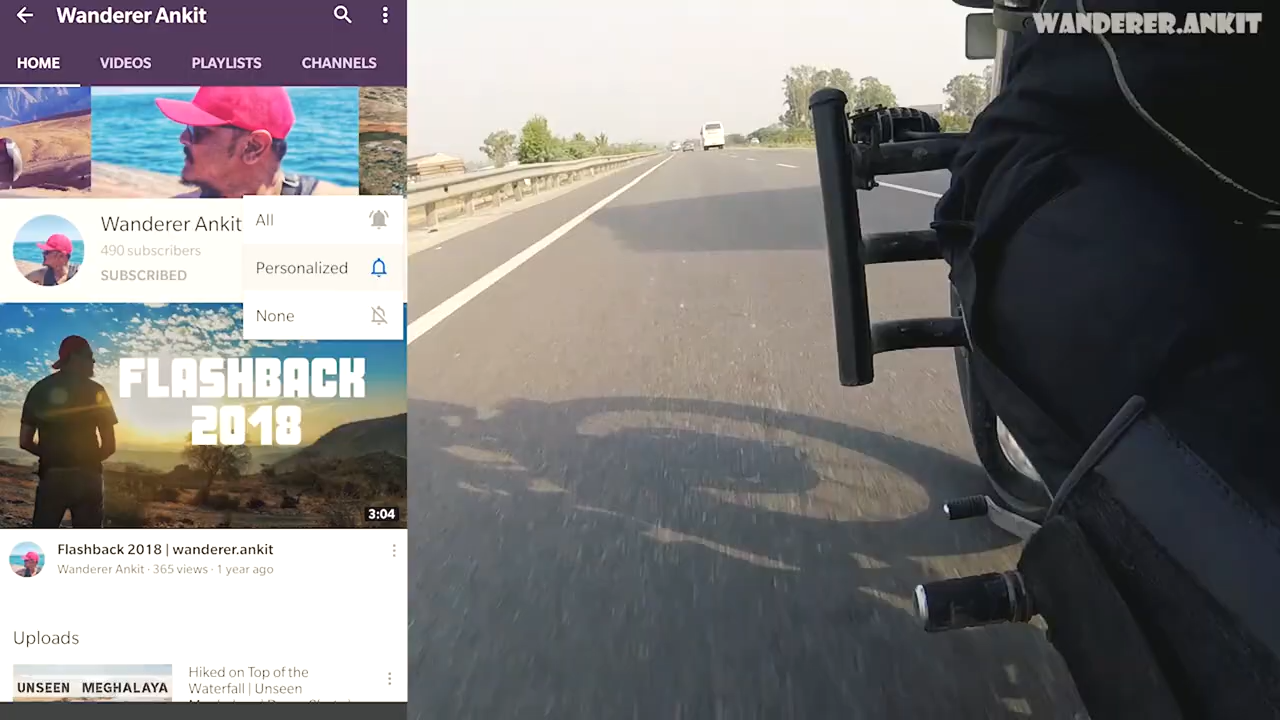 Wanderer Ankit
HOME VIDEOS PLAYLISTS CHANNELS
Wanderer Ankit
490 subscribers
SUBSCRIBED
All
Personalized
None
FLASHBACK
2018
3:04
Flashback 2018 | wanderer.ankit
Wanderer Ankit · 365 views · 1 year ago
Uploads
UNSEEN MEGHALAYA
Hiked on Top of the
Waterfall | Unseen
WANDERER.ANKIT